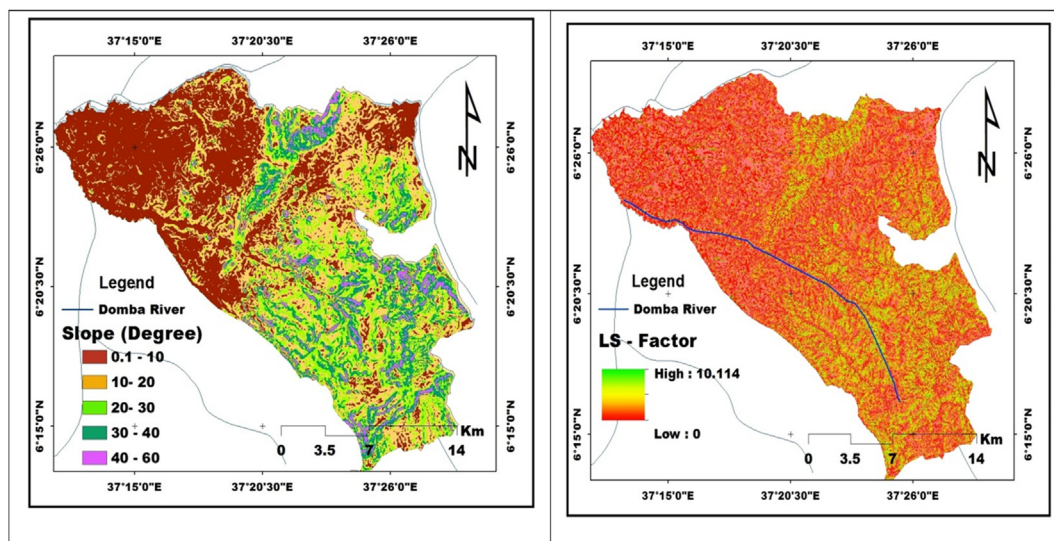 37°15'0"E 37°20'30"E 37°26'0"E
6°26'0"N
6°26'0"N
N
6°20'30"N
6°20'30"N
Legend
Domba River
Slope (Degree)
0.1 - 10
10- 20
20- 30
30 - 40
40 - 60
6°15'0"N
6°15'0"N
Km
0 3.5 7 14
37°15'0"E 37°20'30"E 37°26'0"E
37°15'0"E 37°20'30"E 37°26'0"E
6°26'0"N
6°26'0"N
N
6°20'30"N
6°20'30"N
Legend
Domba River
LS - Factor
High : 10.114
Low : 0
6°15'0"N
6°15'0"N
Km
0 3.5 7 14
37°15'0"E 37°20'30"E 37°26'0"E